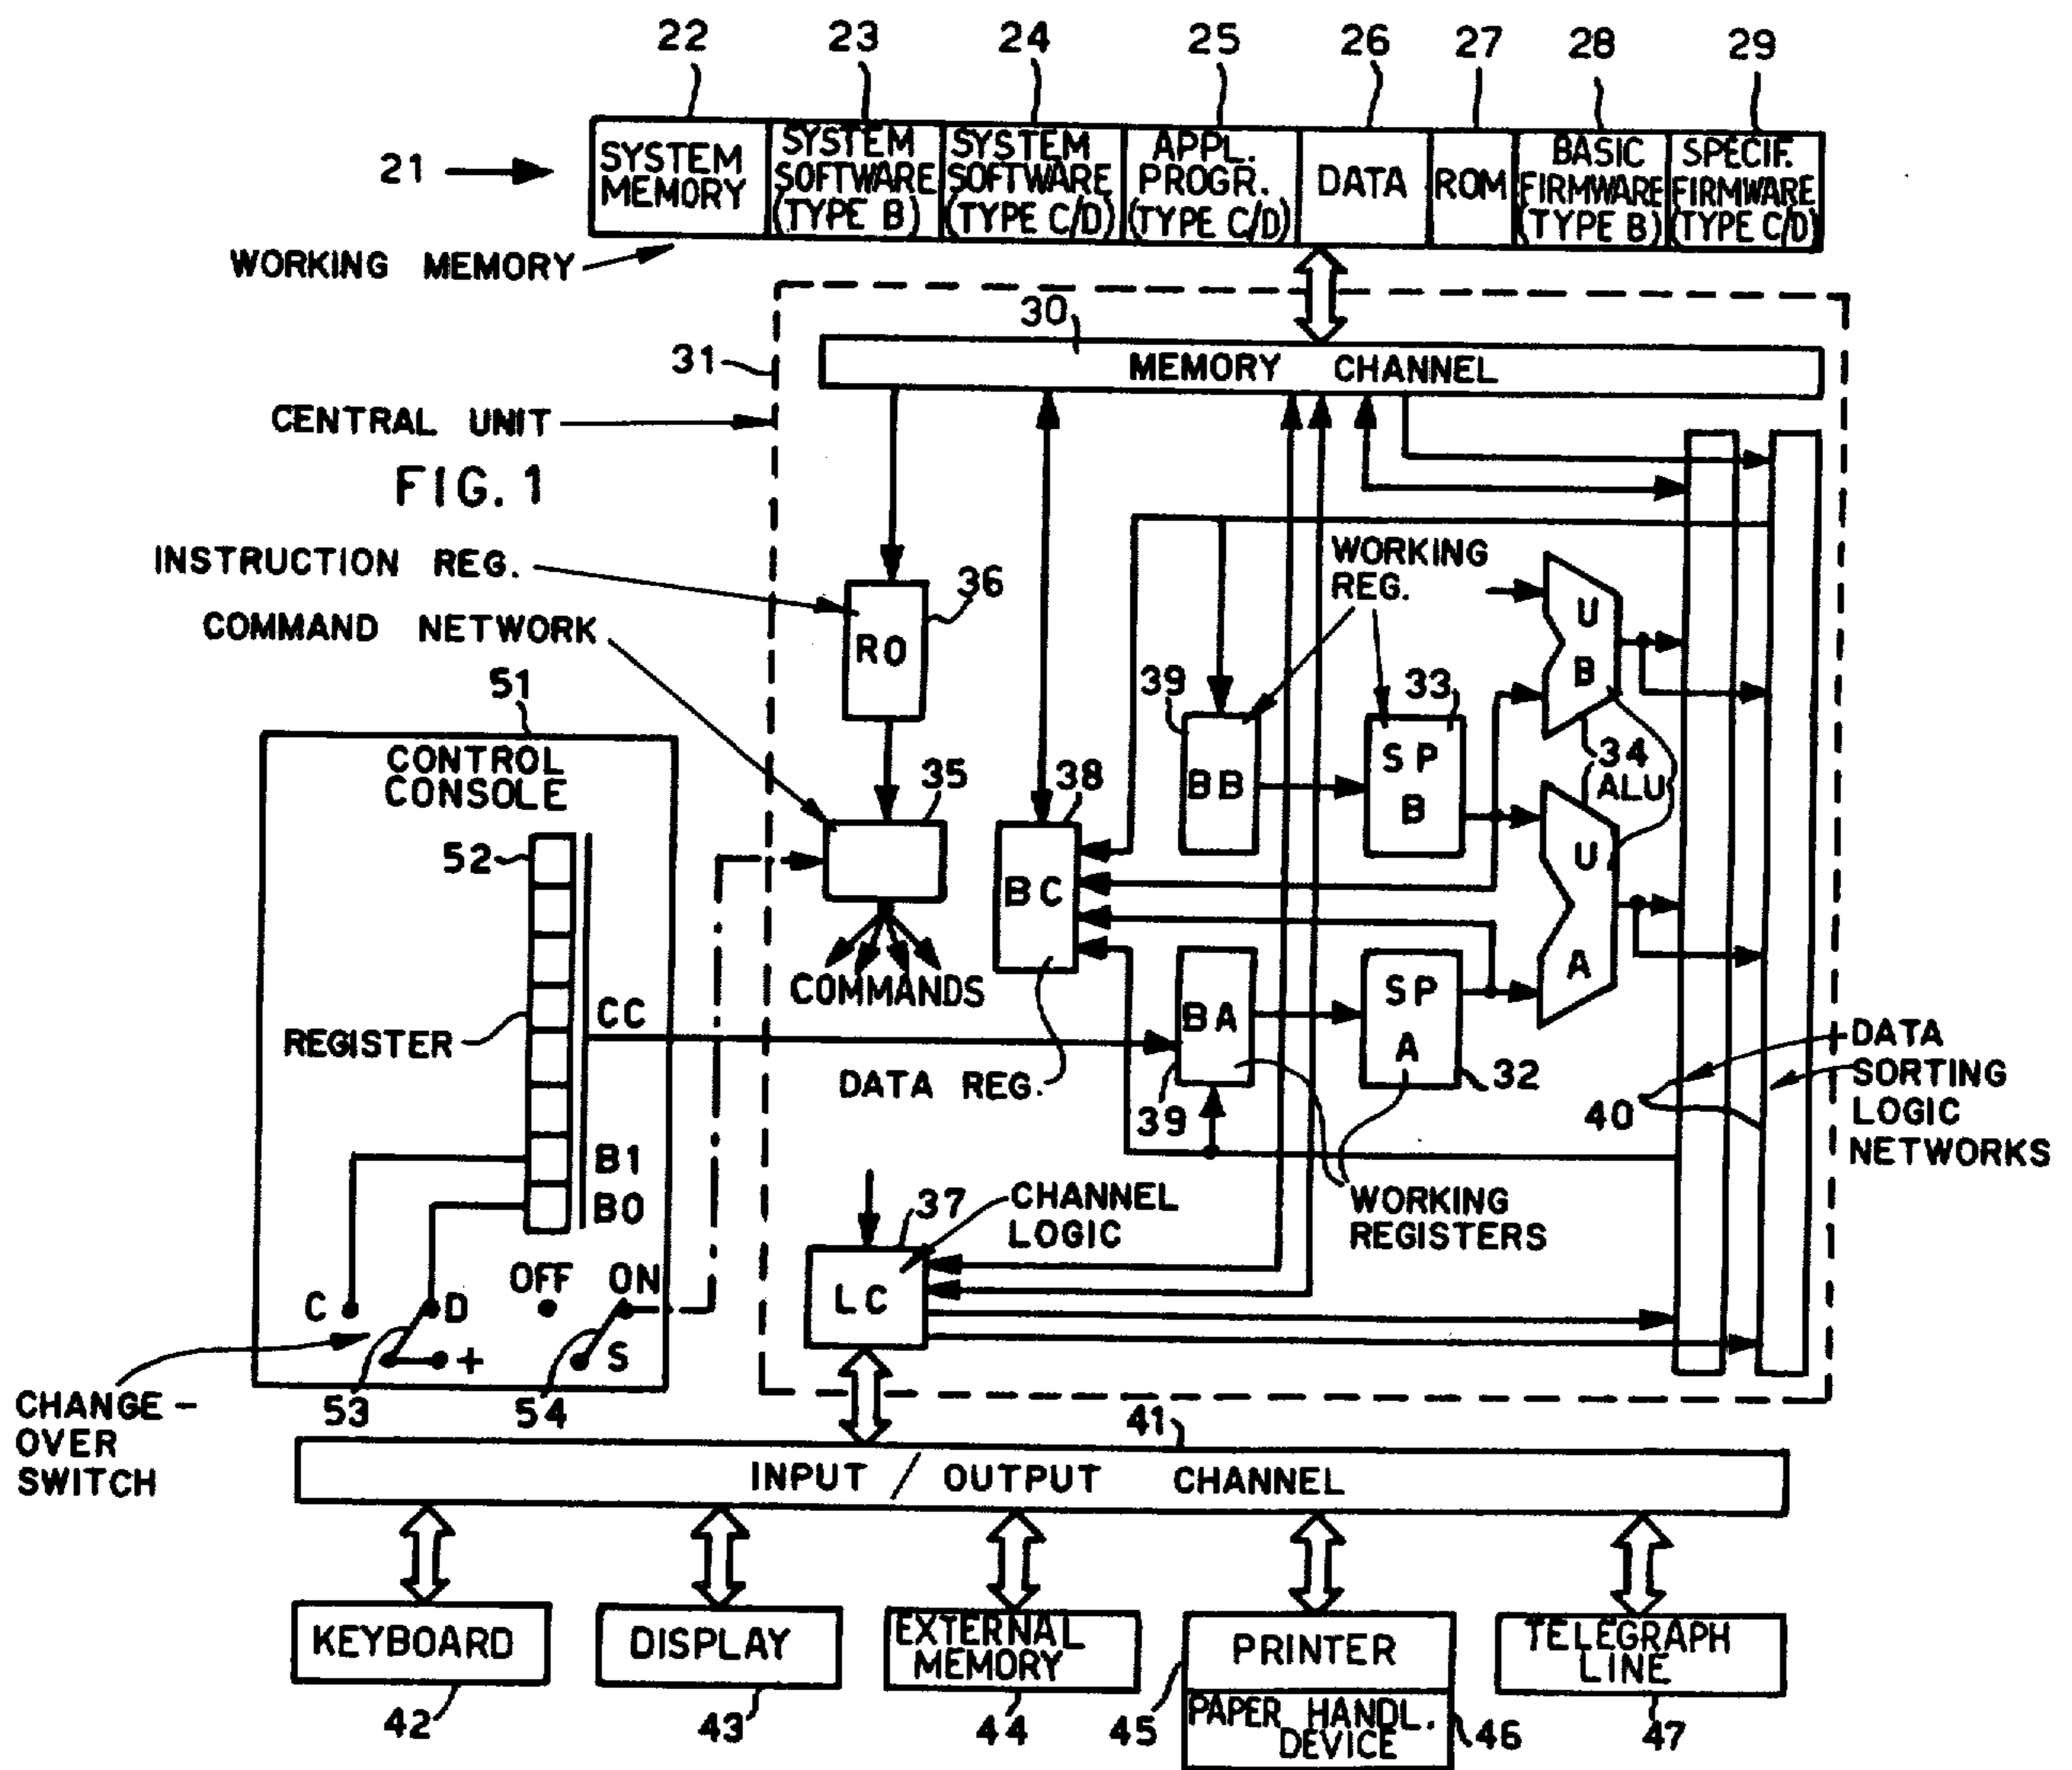 22 23 24 25 26 27 28 29
21
SYSTEM
MEMORY
SYSTEM
SOFTWARE
(TYPE B)
SYSTEM
SOFTWARE
(TYPE C/D)
APPL.
PROGR.
(TYPE C/D)
DATA
ROM
BASIC
FIRMWARE
(TYPE B)
SPECIF.
FIRMWARE
(TYPE C/D)
WORKING MEMORY
30
31
MEMORY CHANNEL
CENTRAL UNIT
FIG. 1
INSTRUCTION REG.
36
WORKING
REG.
COMMAND NETWORK
RO
U
B
51
39
33
CONTROL
CONSOLE
35
38
BB
SP
B
34
ALU
52
BC
U
A
COMMANDS
CC
BA
SP
A
REGISTER
DATA REG.
39
32
DATA
SORTING
LOGIC
NETWORKS
40
B1
B0
37
CHANNEL
LOGIC
WORKING
REGISTERS
OFF ON
C D
LC
+ S
53 54
CHANGE-
OVER
SWITCH
41
INPUT / OUTPUT CHANNEL
KEYBOARD
DISPLAY
EXTERNAL
MEMORY
PRINTER
TELEGRAPH
LINE
PAPER HANDL.
DEVICE
42 43 44 45 46 47